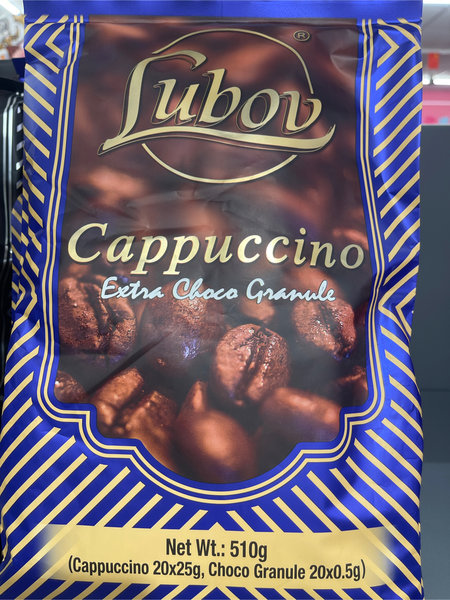 Lubov ®
Cappuccino
Extra Choco Granule
Net Wt.: 510g
(Cappuccino 20x25g, Choco Granule 20x0.5g)